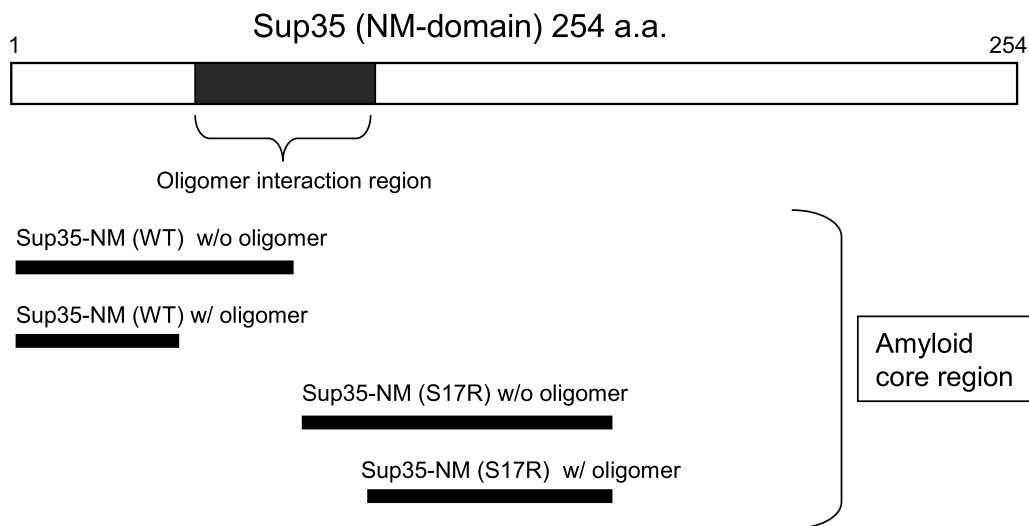 Sup35 (NM-domain) 254 a.a.
1
254
Oligomer interaction region
Sup35-NM (WT) w/o oligomer
Sup35-NM (WT) w/ oligomer
Sup35-NM (S17R) w/o oligomer
Sup35-NM (S17R) w/ oligomer
Amyloid
core region